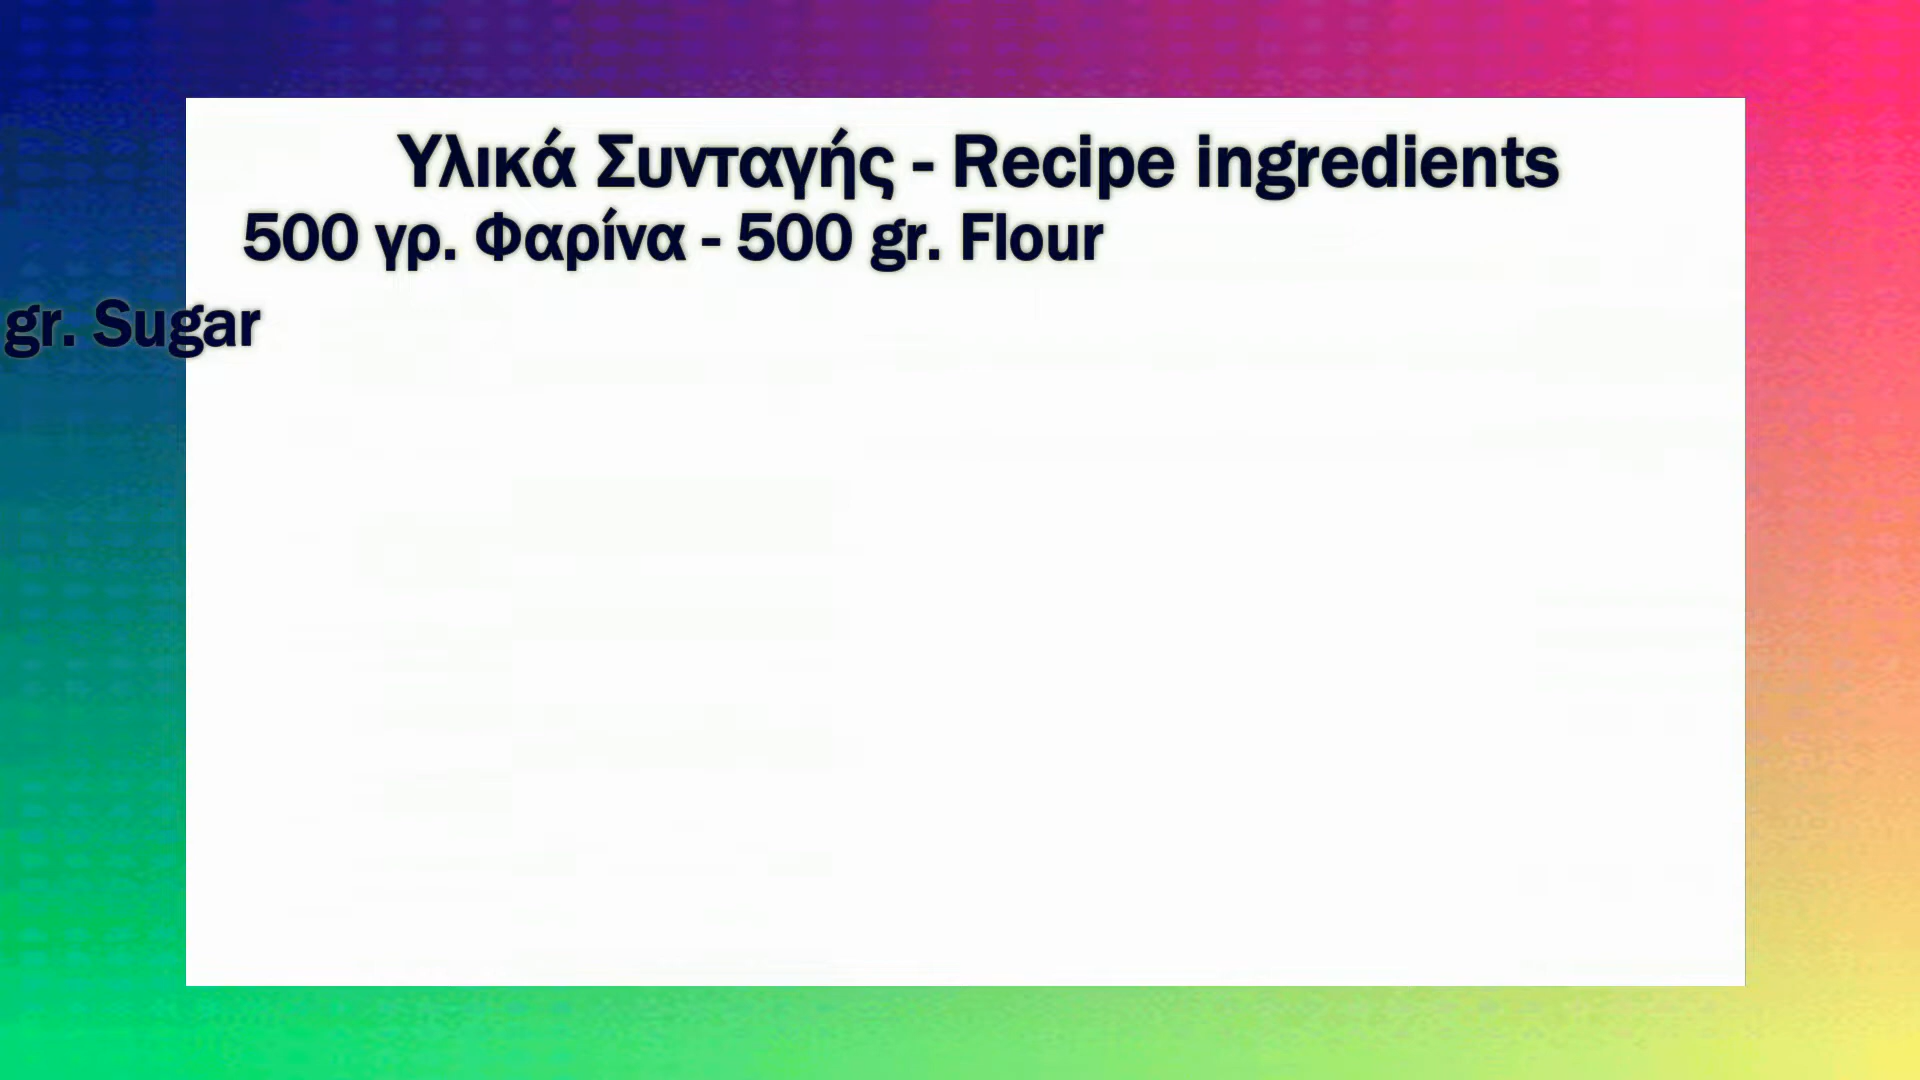 Υλικά Συνταγής - Recipe ingredients
500 γρ. Φαρίνα - 500 gr. Flour
gr. Sugar